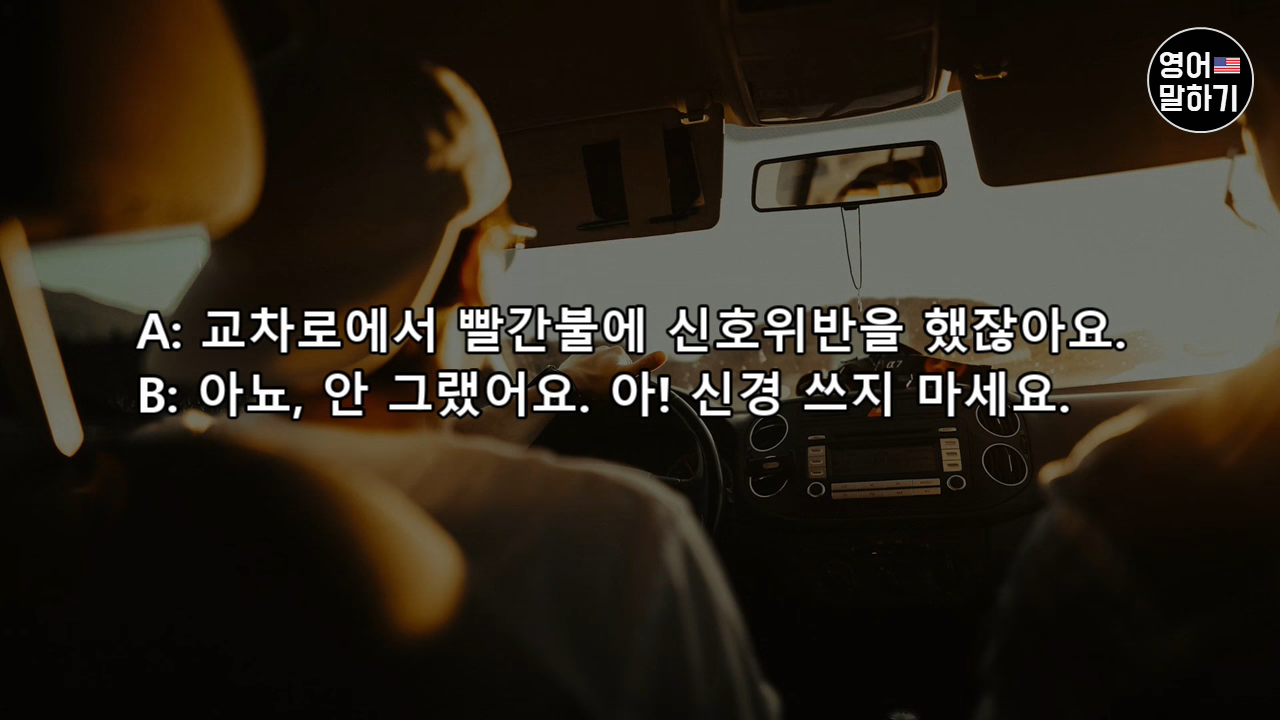 영어
말하기
A: 교차로에서 빨간불에 신호위반을 했잖아요.
B: 아뇨, 안 그랬어요. 아! 신경 쓰지 마세요.